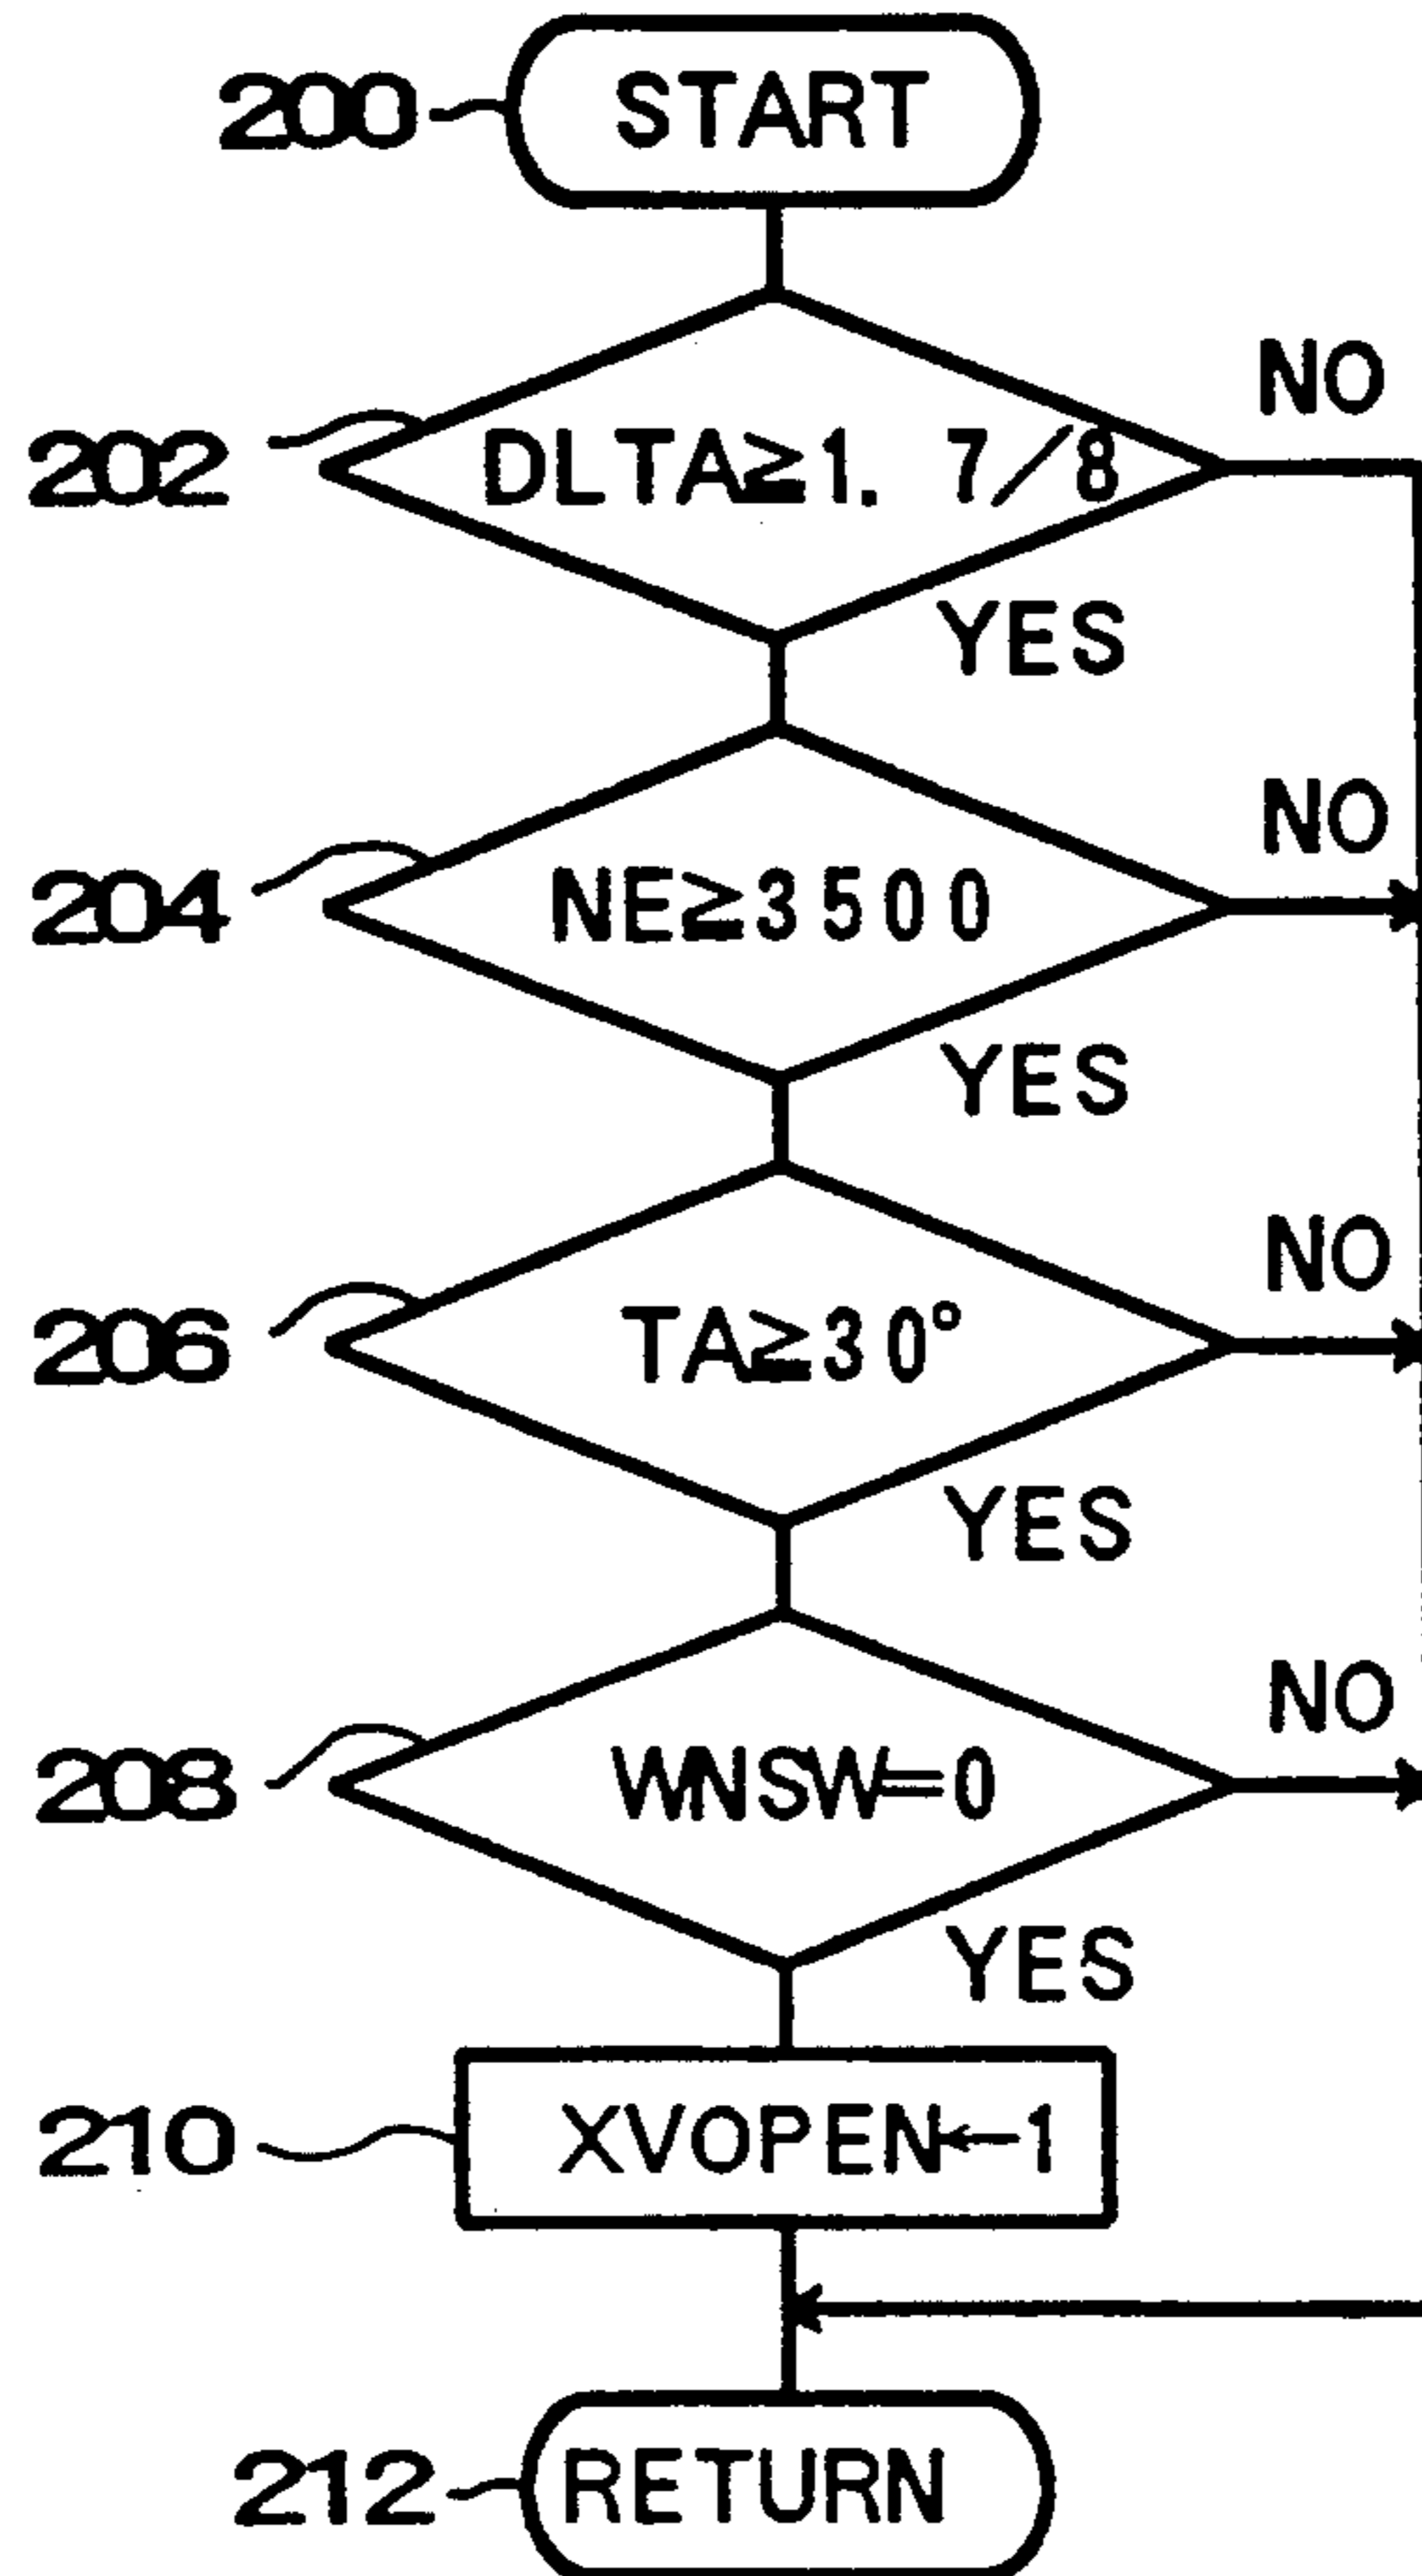 200 START
NO
202 DLTA≧1. 7/8
YES
NO
204 NE≧3500
YES
NO
206 TA≧30°
YES
NO
208 WNSW=0
YES
210 XVOPEN←1
212 RETURN